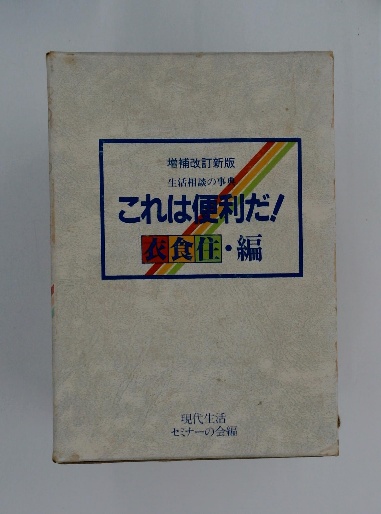 増補改訂新版
生活相談の事典
これは便利だ!
衣食住・編
現代生活
セミナーの会編